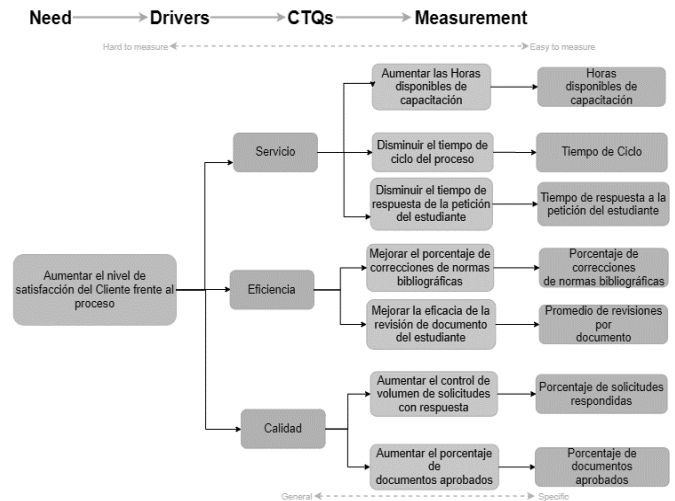 Need Drivers CTQs Measurement
Hard to measure Easy to measure
Aumentar las Horas
disponibles de
capacitación
Horas
disponibles de
capacitación
Servicio
Disminuir el tiempo de
ciclo del proceso
Tiempo de Ciclo
Disminuir el tiempo de
respuesta de la petición
del estudiante
Tiempo de respuesta a la
petición del estudiante
Aumentar el nivel de
satisfacción del Cliente frente al
proceso
Eficiencia
Mejorar el porcentaje de
correcciones de normas
bibliográficas
Porcentaje de
correcciones
de normas bibliográficas
Mejorar la eficacia de la
revisión de documento
del estudiante
Promedio de revisiones
por
documento
Calidad
Aumentar el control de
volumen de solicitudes
con respuesta
Porcentaje de solicitudes
respondidas
Aumentar el porcentaje
de
documentos aprobados
Porcentaje de
documentos
aprobados
General Specific